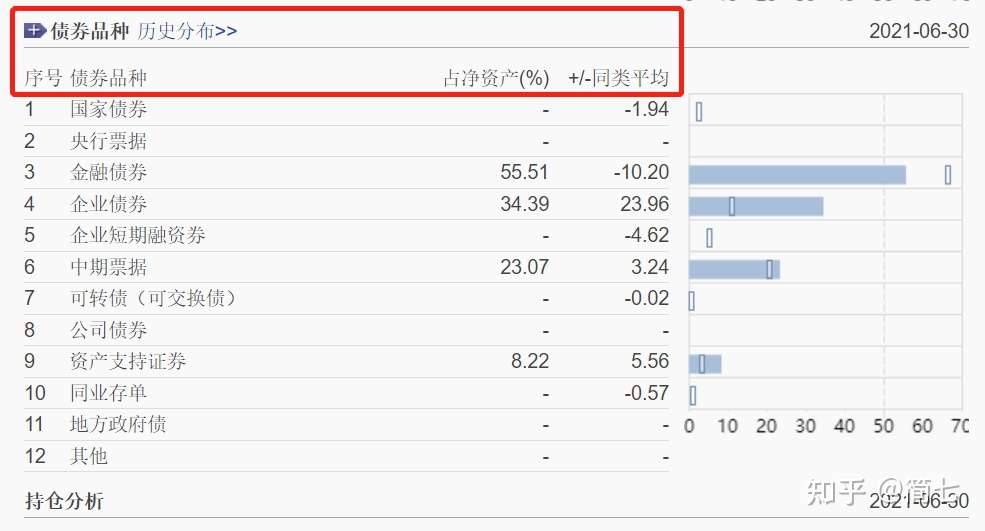 债券品种 历史分布>> 2021-06-30
序号 债券品种 占净资产(%) +/-同类平均
1 国家债券 - -1.94
2 央行票据 - -
3 金融债券 55.51 -10.20
4 企业债券 34.39 23.96
5 企业短期融资券 - -4.62
6 中期票据 23.07 3.24
7 可转债（可交换债） - -0.02
8 公司债券 - -
9 资产支持证券 8.22 5.56
10 同业存单 - -0.57
11 地方政府债 - -
12 其他 - -
0 10 20 30 40 50 60 70
持仓分析 2021-06-30
知乎 @简七